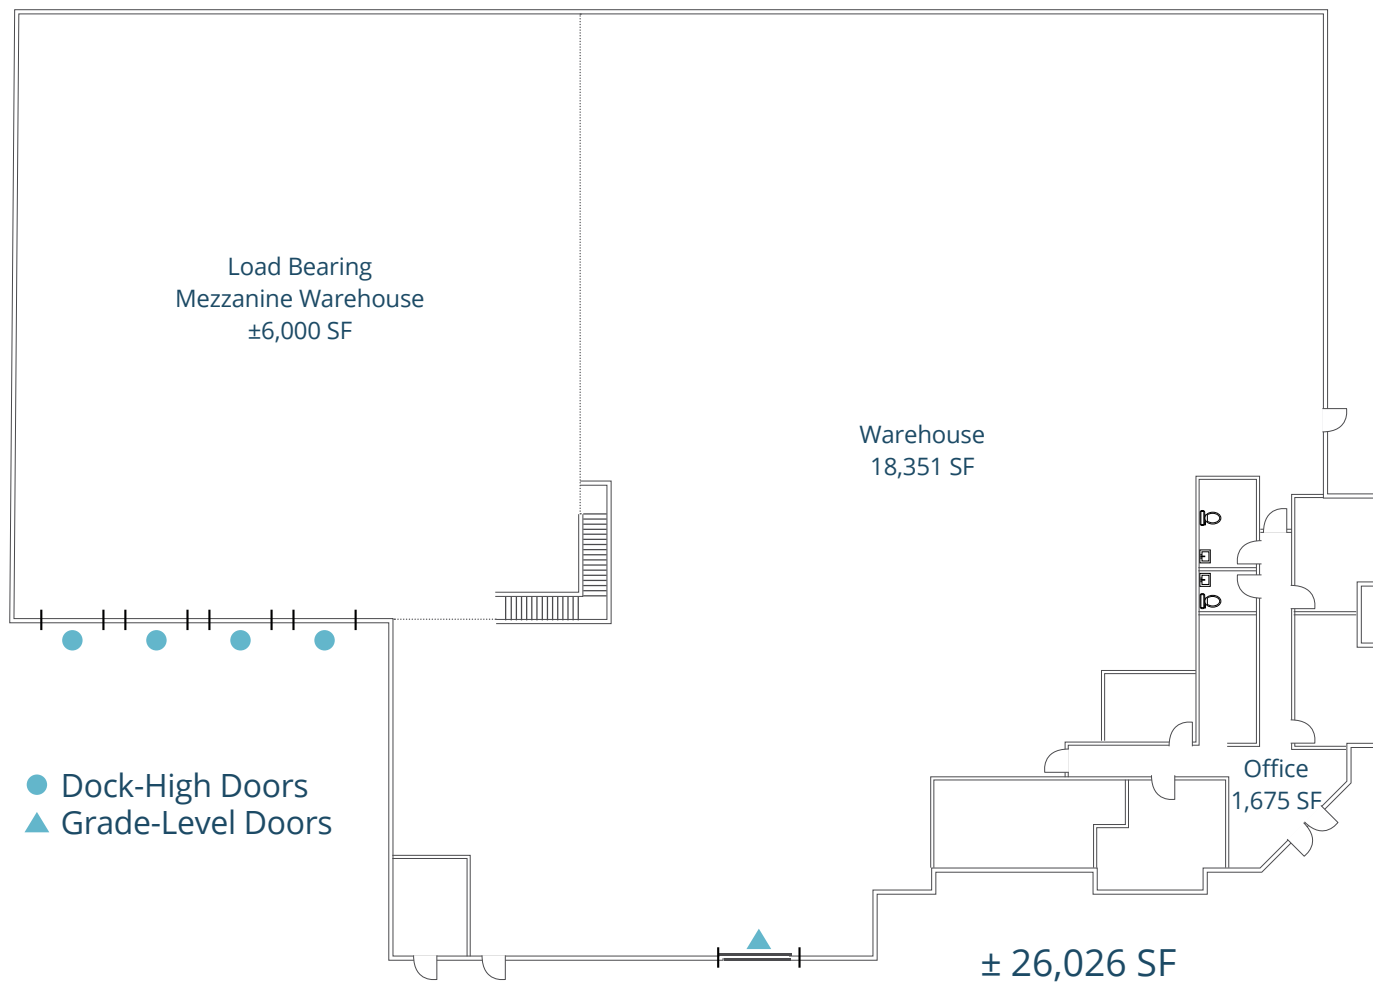 Load Bearing
Mezzanine Warehouse
±6,000 SF
Warehouse
18,351 SF
Office
1,675 SF
Dock-High Doors
Grade-Level Doors
± 26,026 SF